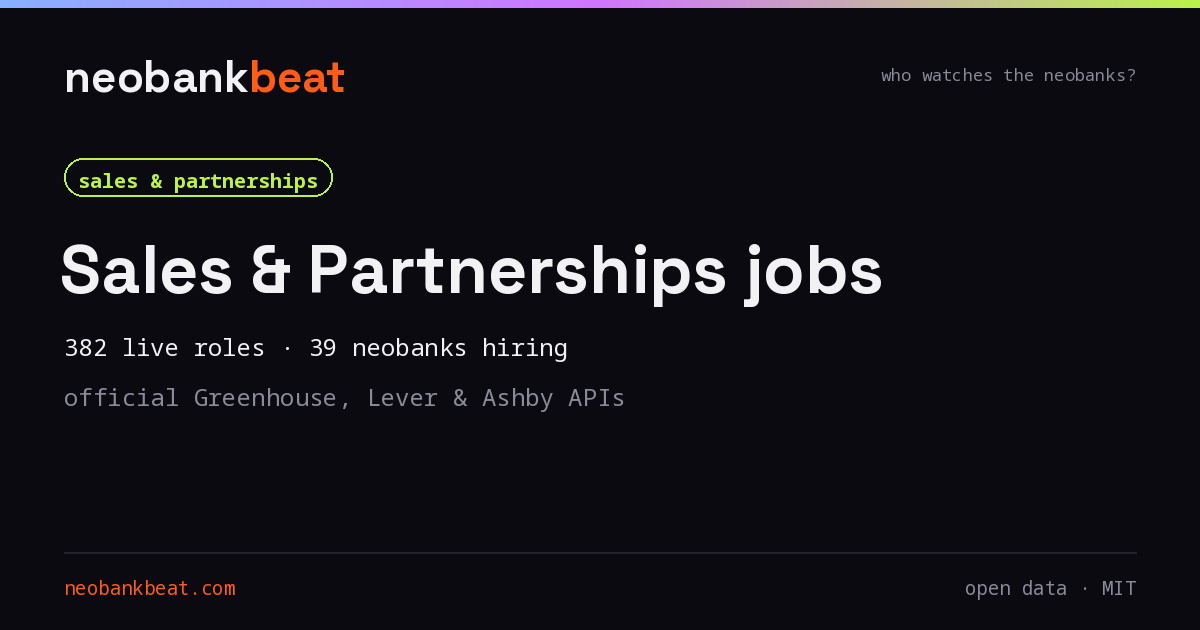 neobankbeat
who watches the neobanks?
sales & partnerships
Sales & Partnerships jobs
382 live roles · 39 neobanks hiring
official Greenhouse, Lever & Ashby APIs
neobankbeat.com
open data · MIT